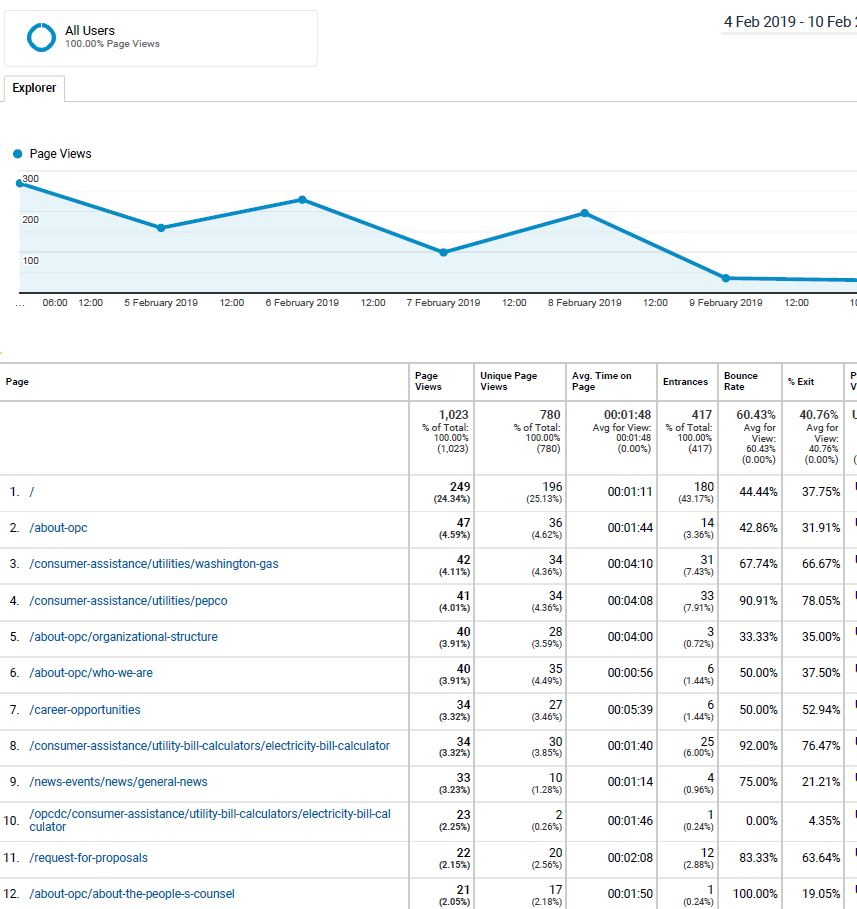 All Users
100.00% Page Views
4 Feb 2019 - 10 Feb
Explorer
Page Views
300
200
100
... 06:00 12:00 5 February 2019 12:00 6 February 2019 12:00 7 February 2019 12:00 8 February 2019 12:00 9 February 2019 12:00 10
Page Page Views Unique Page Views Avg. Time on Page Entrances Bounce Rate % Exit
1,023 780 00:01:48 417 60.43% 40.76%
% of Total: 100.00% (1,023) % of Total: 100.00% (780) Avg for View: 00:01:48 (0.00%) % of Total: 100.00% (417) Avg for View: 60.43% (0.00%) Avg for View: 40.76% (0.00%)
1. / 249 (24.34%) 196 (25.13%) 00:01:11 180 (43.17%) 44.44% 37.75%
2. /about-opc 47 (4.59%) 36 (4.62%) 00:01:44 14 (3.36%) 42.86% 31.91%
3. /consumer-assistance/utilities/washington-gas 42 (4.11%) 34 (4.36%) 00:04:10 31 (7.43%) 67.74% 66.67%
4. /consumer-assistance/utilities/pepco 41 (4.01%) 34 (4.36%) 00:04:08 33 (7.91%) 90.91% 78.05%
5. /about-opc/organizational-structure 40 (3.91%) 28 (3.59%) 00:04:00 3 (0.72%) 33.33% 35.00%
6. /about-opc/who-we-are 40 (3.91%) 35 (4.49%) 00:00:56 6 (1.44%) 50.00% 37.50%
7. /career-opportunities 34 (3.32%) 27 (3.46%) 00:05:39 6 (1.44%) 50.00% 52.94%
8. /consumer-assistance/utility-bill-calculators/electricity-bill-calculator 34 (3.32%) 30 (3.85%) 00:01:40 25 (6.00%) 92.00% 76.47%
9. /news-events/news/general-news 33 (3.23%) 10 (1.28%) 00:01:14 4 (0.96%) 75.00% 21.21%
10. /opcdc/consumer-assistance/utility-bill-calculators/electricity-bill-cal
culator 23 (2.25%) 2 (0.26%) 00:01:46 1 (0.24%) 0.00% 4.35%
11. /request-for-proposals 22 (2.15%) 20 (2.56%) 00:02:08 12 (2.88%) 83.33% 63.64%
12. /about-opc/about-the-people-s-counsel 21 (2.05%) 17 (2.18%) 00:01:50 1 (0.24%) 100.00% 19.05%